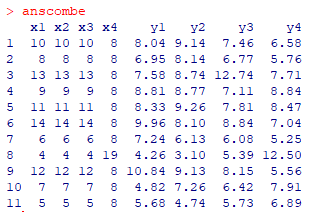 > anscombe
x1 x2 x3 x4 y1 y2 y3 y4
1 10 10 10 8 8.04 9.14 7.46 6.58
2 8 8 8 8 6.95 8.14 6.77 5.76
3 13 13 13 8 7.58 8.74 12.74 7.71
4 9 9 9 8 8.81 8.77 7.11 8.84
5 11 11 11 8 8.33 9.26 7.81 8.47
6 14 14 14 8 9.96 8.10 8.84 7.04
7 6 6 6 8 7.24 6.13 6.08 5.25
8 4 4 4 19 4.26 3.10 5.39 12.50
9 12 12 12 8 10.84 9.13 8.15 5.56
10 7 7 7 8 4.82 7.26 6.42 7.91
11 5 5 5 8 5.68 4.74 5.73 6.89